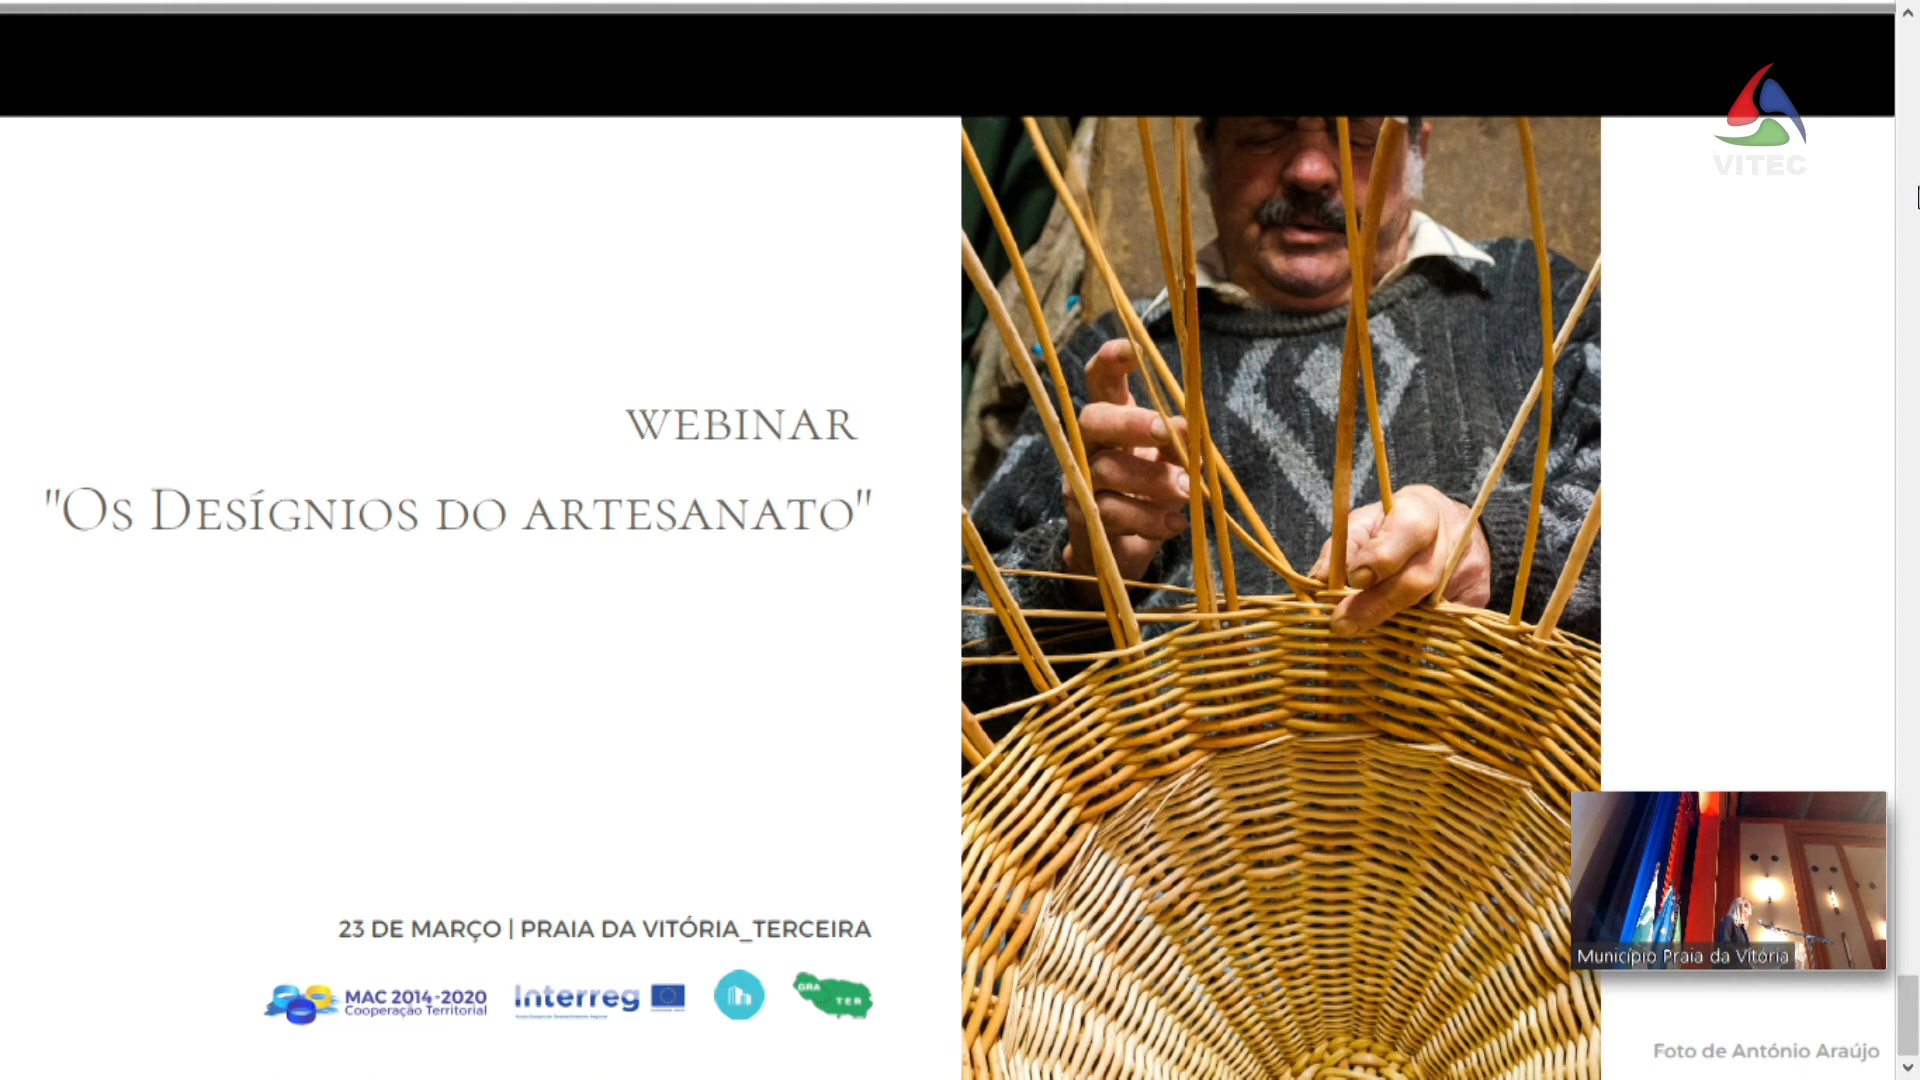 VITEC
WEBINAR
"Os Desígnios do artesanato"
23 DE MARÇO | PRAIA DA VITÓRIA_TERCEIRA
MAC 2014-2020
Cooperação Territorial
Interreg
GRA
TER
Município Praia da Vitória
Foto de António Araújo